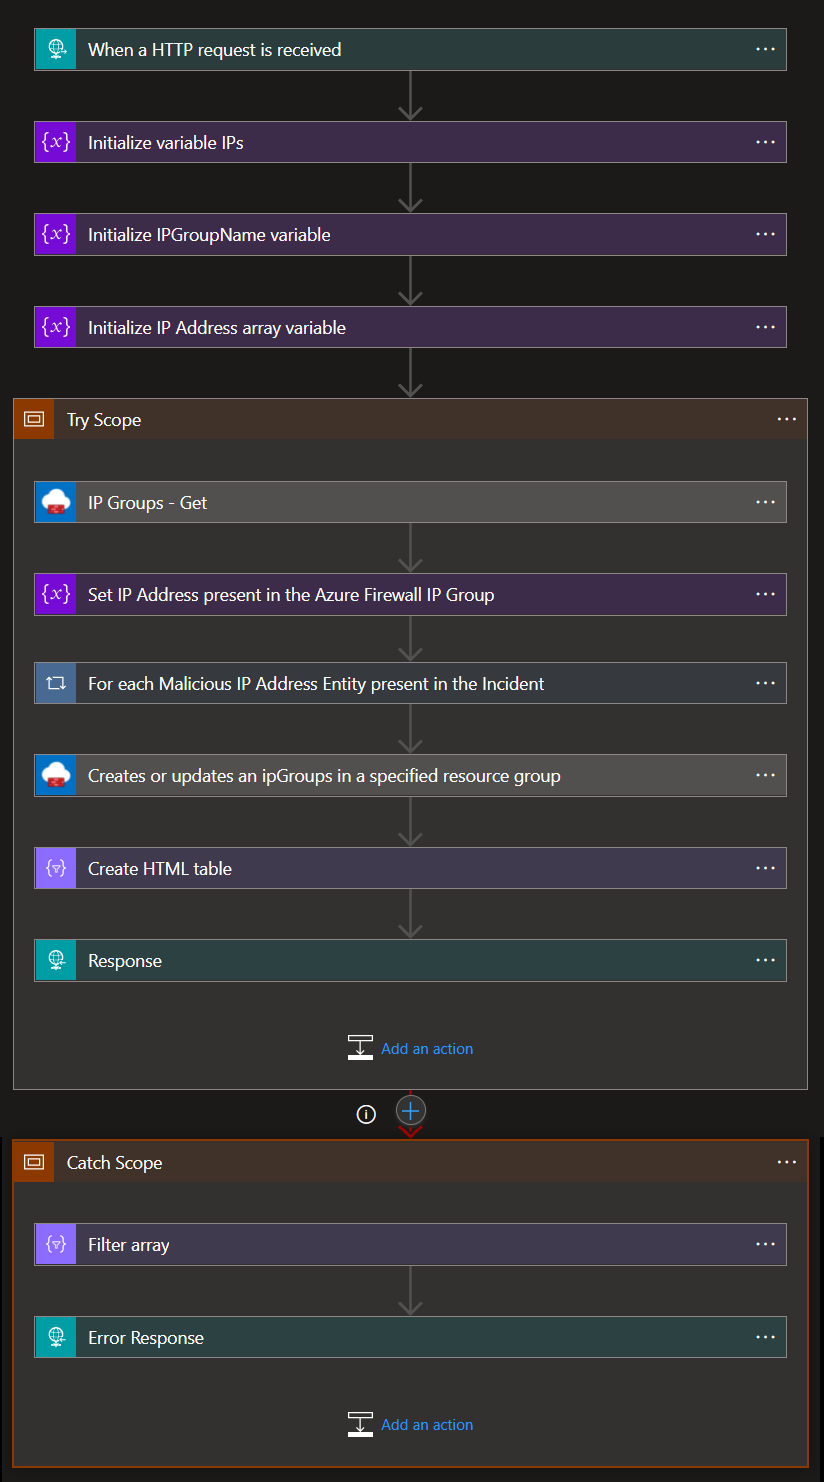 When a HTTP request is received
{x} Initialize variable IPs
{x} Initialize IPGroupName variable
{x} Initialize IP Address array variable
Try Scope
IP Groups - Get
{x} Set IP Address present in the Azure Firewall IP Group
For each Malicious IP Address Entity present in the Incident
Creates or updates an ipGroups in a specified resource group
Create HTML table
Response
Add an action
Catch Scope
Filter array
Error Response
Add an action